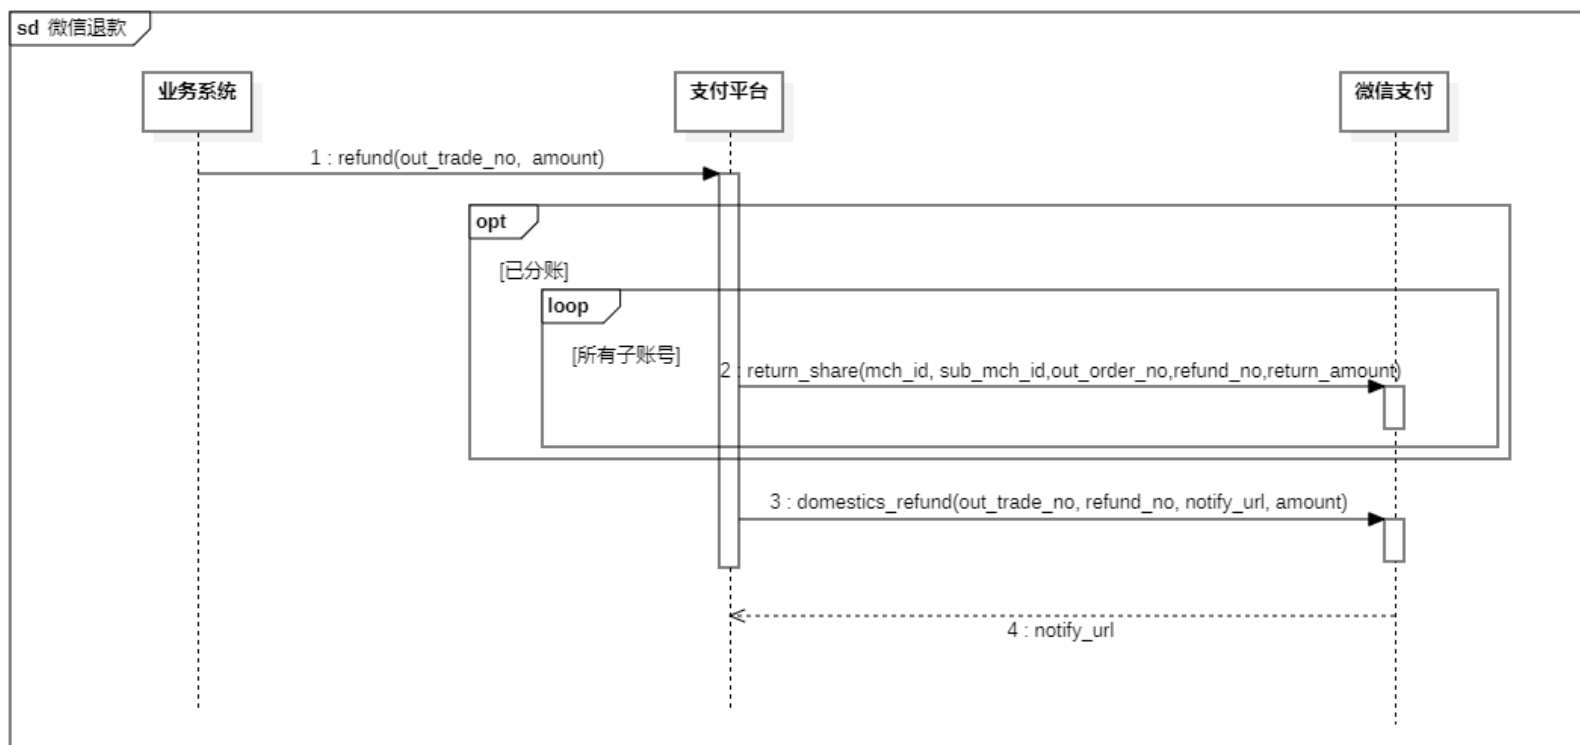 sd 微信退款
业务系统
支付平台
微信支付
1 : refund(out_trade_no, amount)
opt
[已分账]
loop
[所有子账号]
2 : return_share(mch_id, sub_mch_id,out_order_no,refund_no,return_amount)
3 : domestics_refund(out_trade_no, refund_no, notify_url, amount)
4 : notify_url